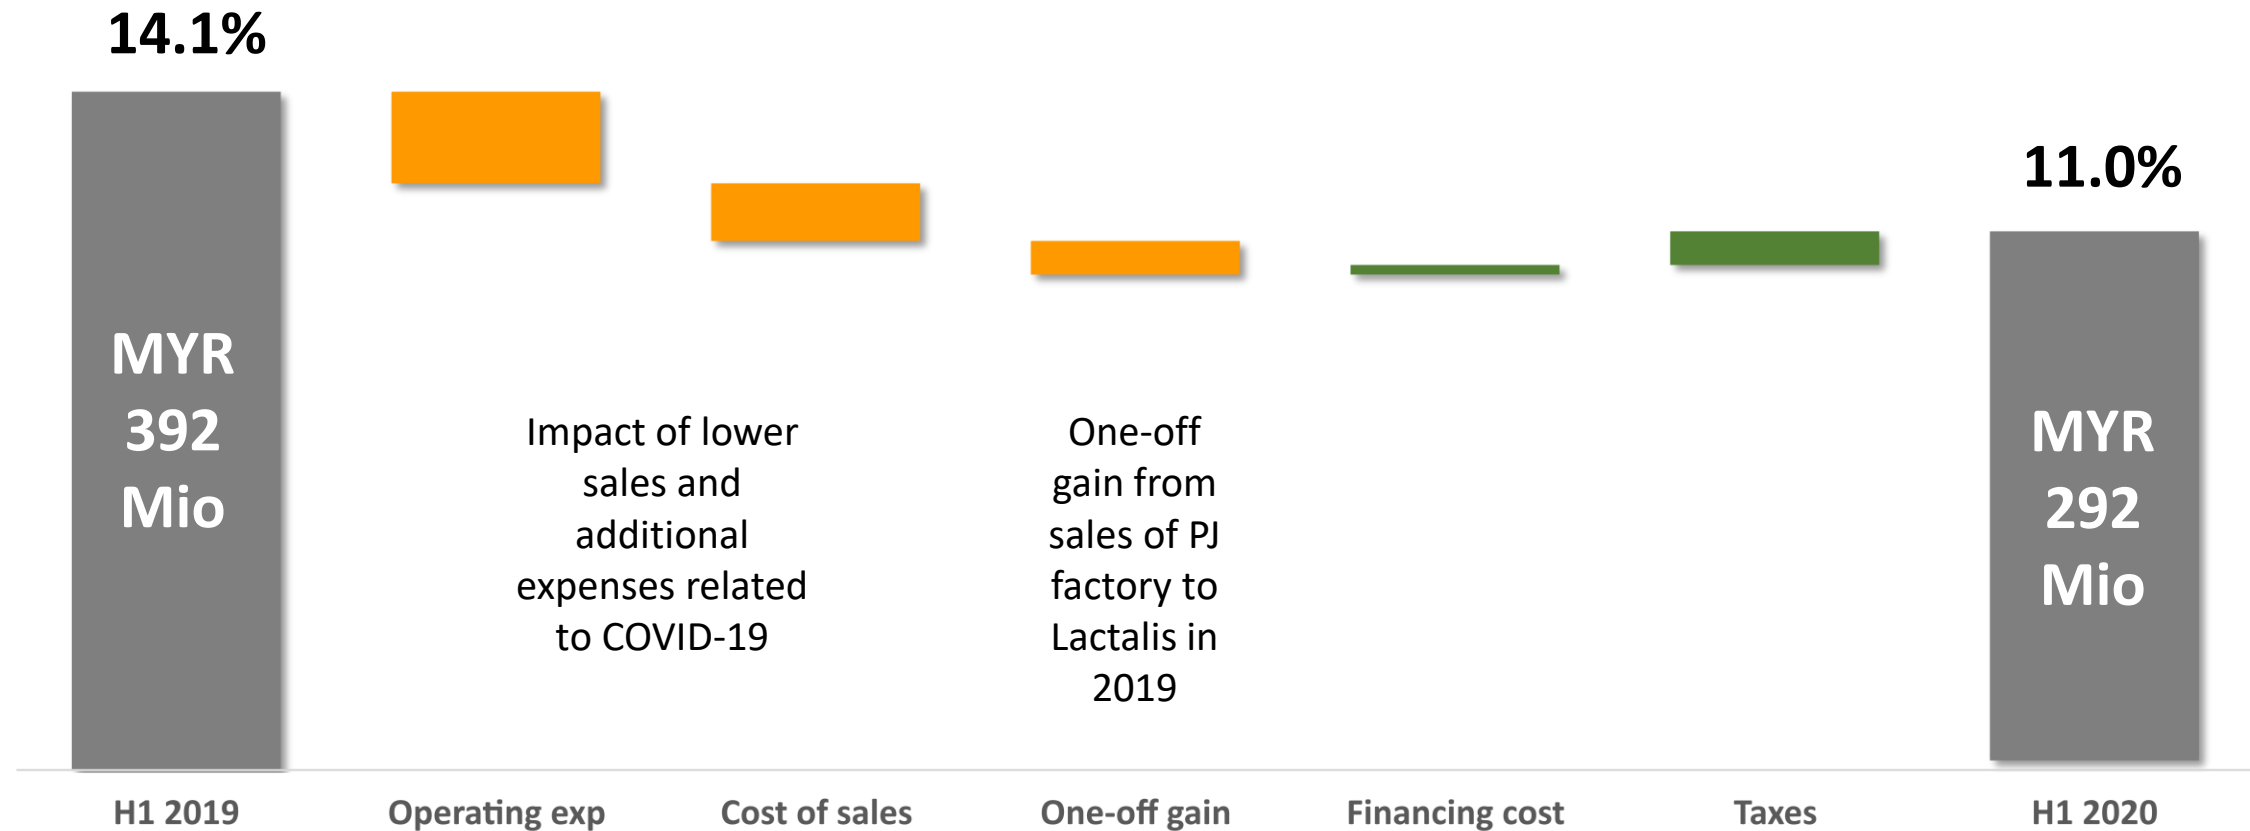 14.1%
11.0%
MYR
392
Mio
Impact of lower
sales and
additional
expenses related
to COVID-19
One-off
gain from
sales of PJ
factory to
Lactalis in
2019
MYR
292
Mio
H1 2019
Operating exp
Cost of sales
One-off gain
Financing cost
Taxes
H1 2020